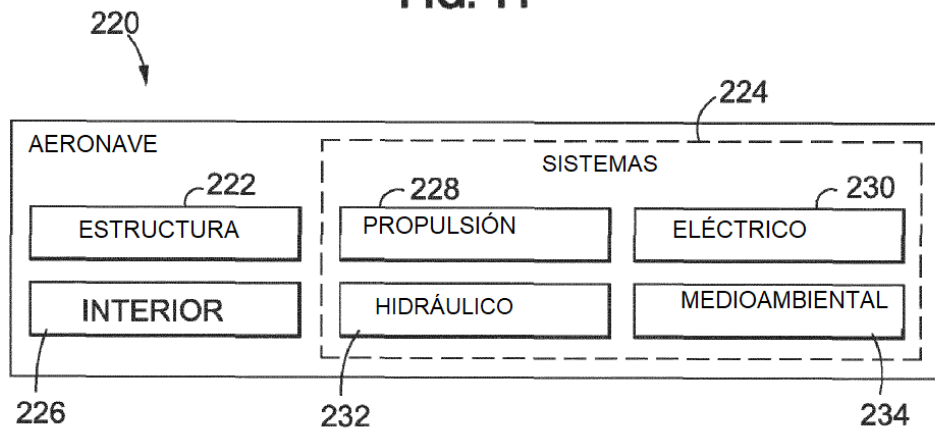 220
224
AERONAVE
SISTEMAS
222
228
230
ESTRUCTURA
PROPULSIÓN
ELÉCTRICO
INTERIOR
HIDRÁULICO
MEDIOAMBIENTAL
226
232
234